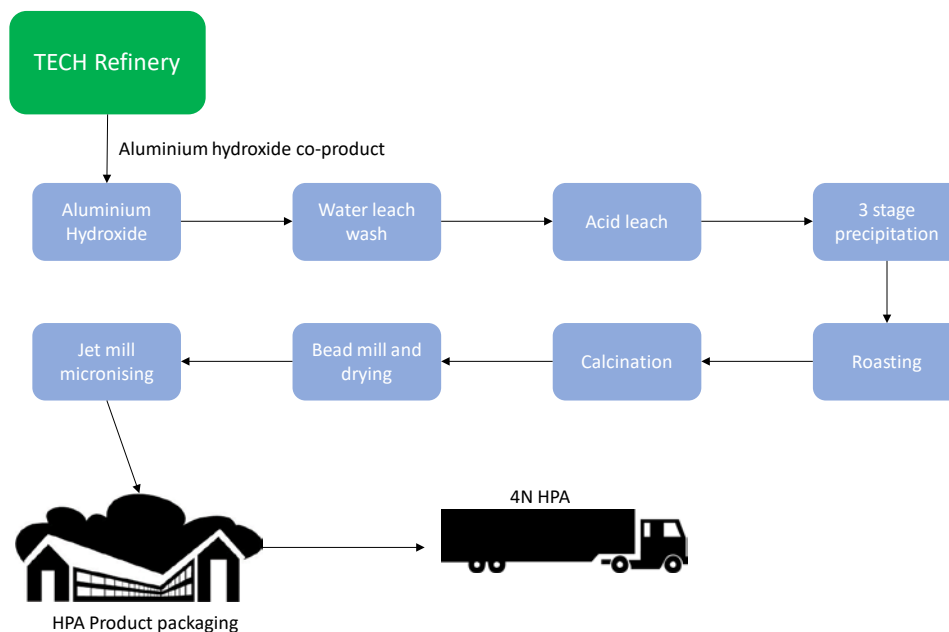 TECH Refinery
Aluminium hydroxide co-product
Aluminium
Hydroxide
Water leach
wash
Acid leach
3 stage
precipitation
Jet mill
micronising
Bead mill and
drying
Calcination
Roasting
4N HPA
HPA Product packaging